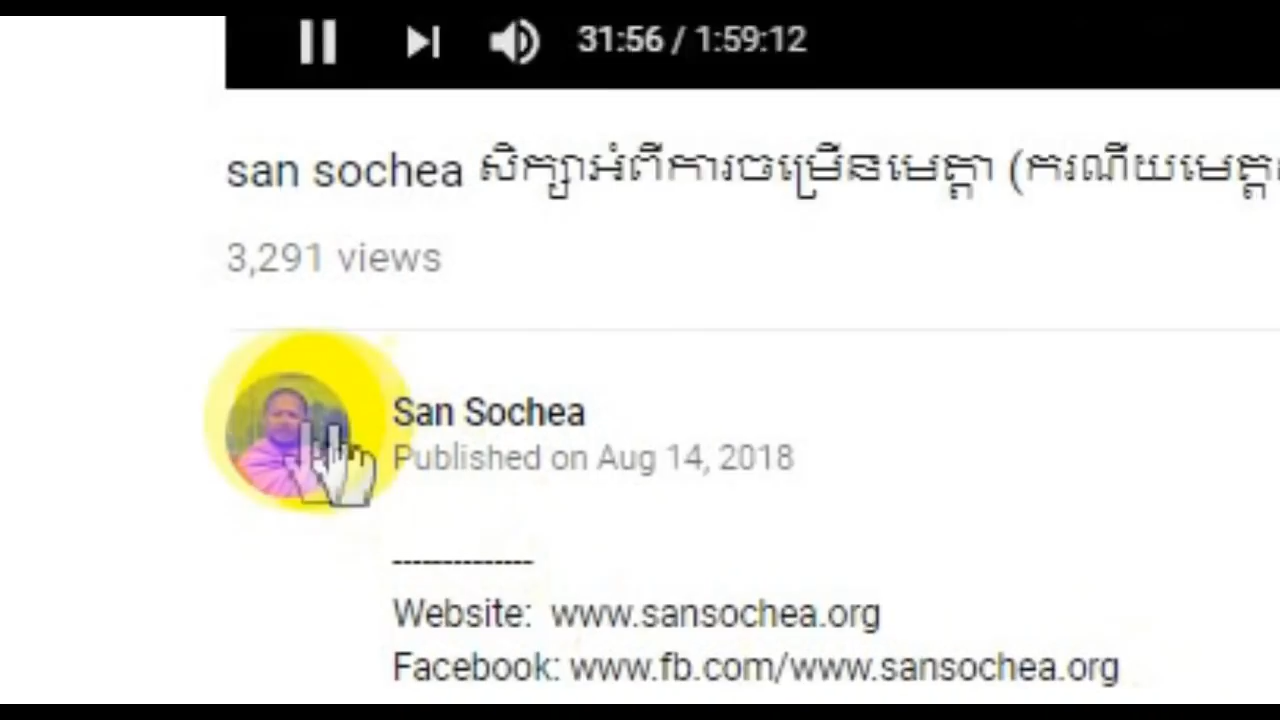 31:56 / 1:59:12
san sochea សិក្សាអំពីការចម្រើនមេត្តា (ករណីយមេត្ត
3,291 views
San Sochea
Published on Aug 14, 2018
--------------
Website: www.sansochea.org
Facebook: www.fb.com/www.sansochea.org